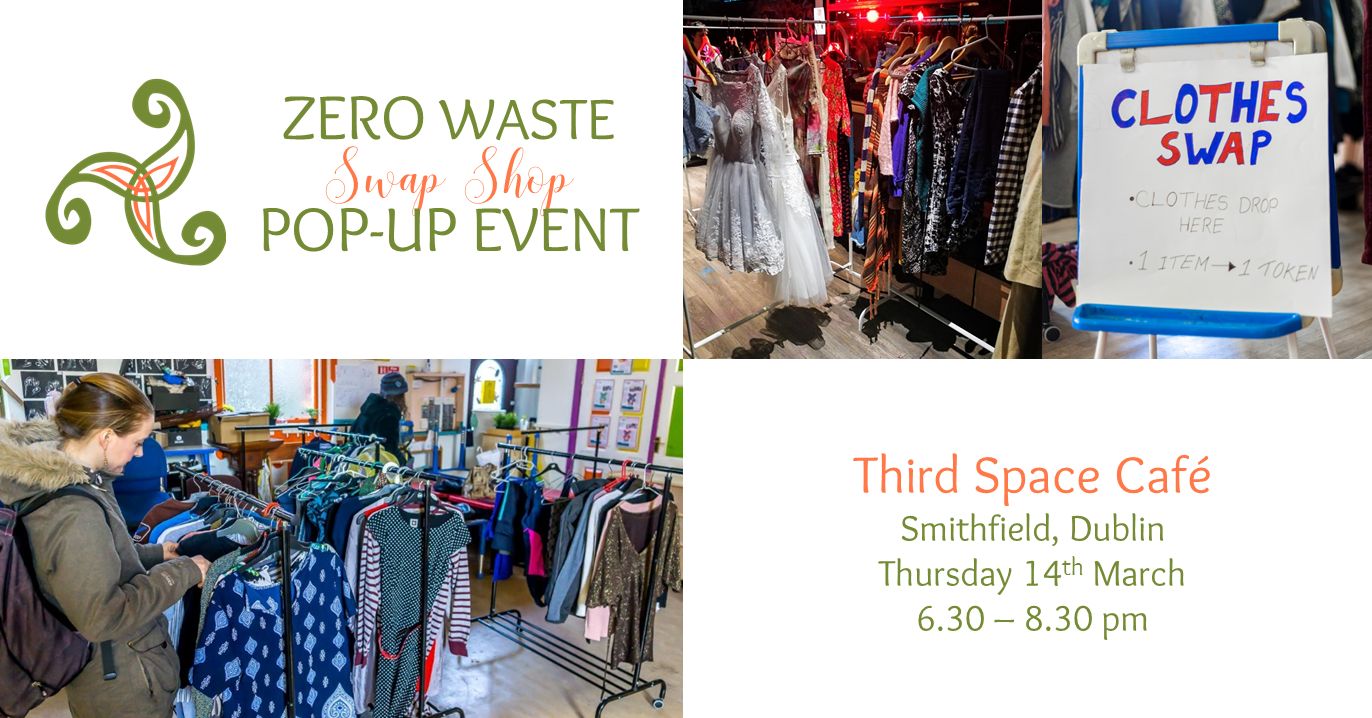 ZERO WASTE
Swap Shop
POP-UP EVENT
CLOTHES
SWAP
• CLOTHES DROP
HERE
• 1 ITEM → 1 TOKEN
Third Space Café
Smithfield, Dublin
Thursday 14th March
6.30 – 8.30 pm